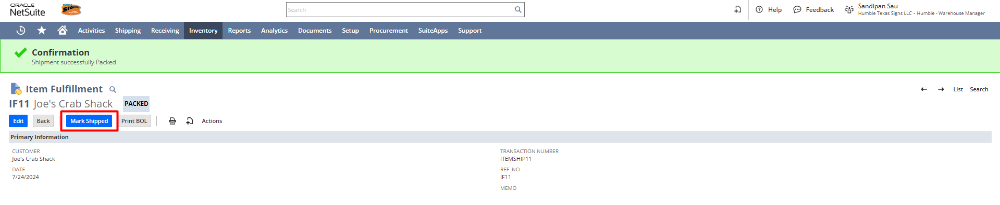 ORACLE
NetSuite
SIGNCO
Search
Help
Feedback
Sandipan Sau
Humble Texas Signs LLC - Humble - Warehouse Manager
Activities
Shipping
Receiving
Inventory
Reports
Analytics
Documents
Setup
Procurement
SuiteApps
Support
Confirmation
Shipment successfully Packed
Item Fulfillment
List
Search
IF11 Joe's Crab Shack
PACKED
Edit
Back
Mark Shipped
Print BOL
Actions
Primary Information
CUSTOMER
Joe's Crab Shack
DATE
7/24/2024
TRANSACTION NUMBER
ITEMSHIP11
REF. NO.
IF11
MEMO